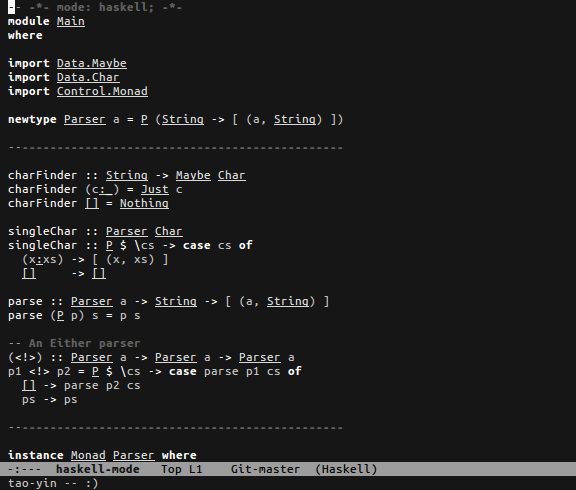 -- -*- mode: haskell; -*-
module Main
where

import Data.Maybe
import Data.Char
import Control.Monad

newtype Parser a = P (String -> [ (a, String) ])

------------------------------------------------

charFinder :: String -> Maybe Char
charFinder (c:_) = Just c
charFinder [] = Nothing

singleChar :: Parser Char
singleChar :: P $ \cs -> case cs of
  (x:xs) -> [ (x, xs) ]
  []     -> []

parse :: Parser a -> String -> [ (a, String) ]
parse (P p) s = p s

-- An Either parser
(<!>) :: Parser a -> Parser a -> Parser a
p1 <!> p2 = P $ \cs -> case parse p1 cs of
  [] -> parse p2 cs
  ps -> ps

------------------------------------------------

instance Monad Parser where
-:---  haskell-mode   Top L1    Git-master  (Haskell)
tao-yin -- :)